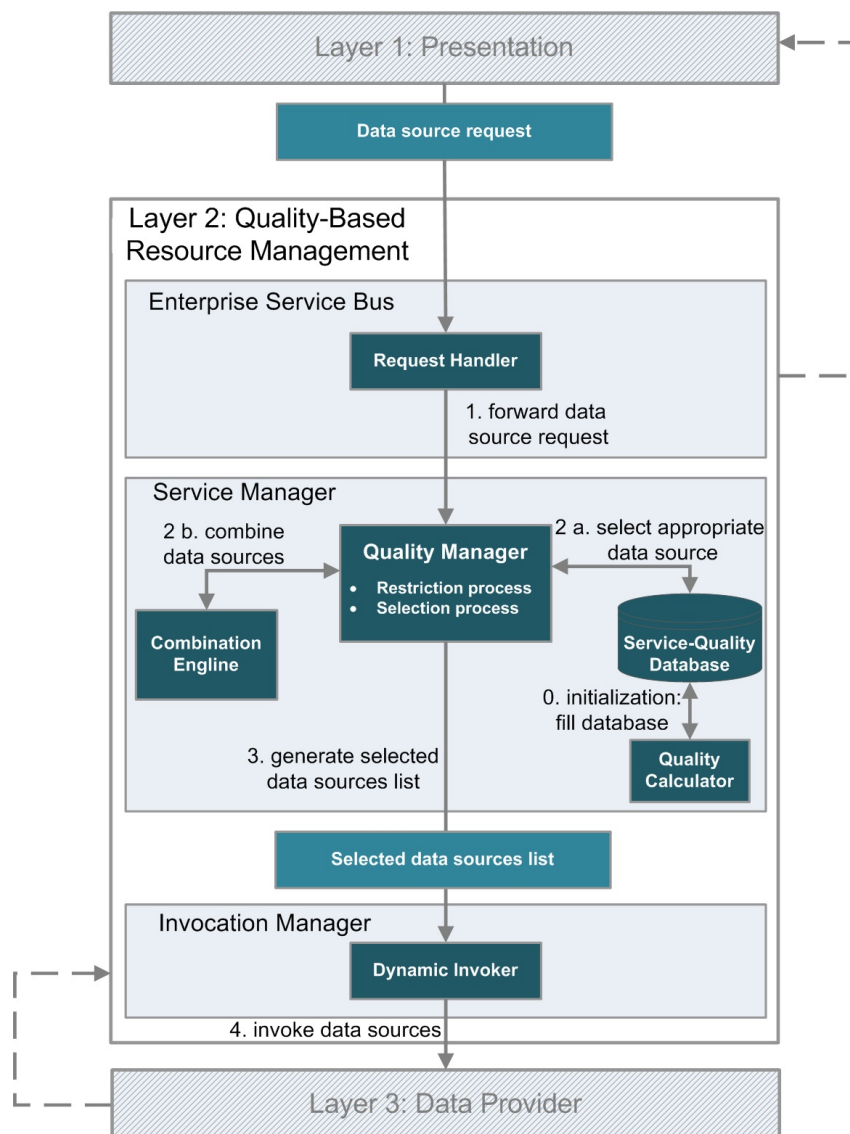 Layer 1: Presentation
Data source request
Layer 2: Quality-Based
Resource Management
Enterprise Service Bus
Request Handler
1. forward data
source request
Service Manager
2 b. combine
data sources
Quality Manager
• Restriction process
• Selection process
2 a. select appropriate
data source
Combination
Engline
Service-Quality
Database
0. initialization:
fill database
Quality
Calculator
3. generate selected
data sources list
Selected data sources list
Invocation Manager
Dynamic Invoker
4. invoke data sources
Layer 3: Data Provider